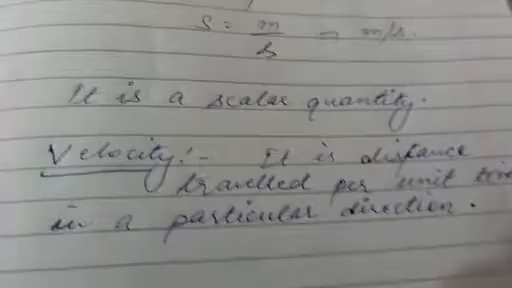 S = m/s → m/s.
It is a scalar quantity.
Velocity:- It is distance
travelled per unit time
in a particular direction.